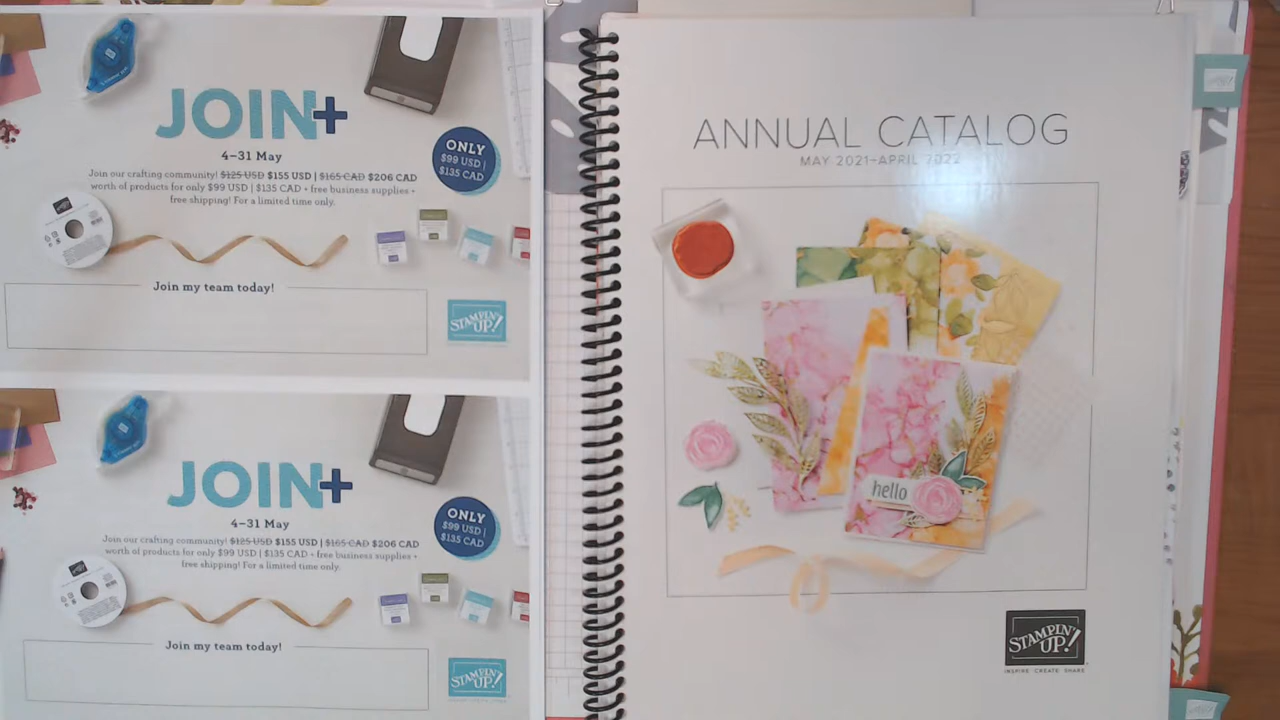 JOIN+
4–31 May
ONLY
$99 USD |
$135 CAD
Join our crafting community! $125 USD $155 USD | $165 CAD $206 CAD
worth of products for only $99 USD | $135 CAD + free business supplies +
free shipping! For a limited time only.
Join my team today!
STAMPIN' UP!
JOIN+
4–31 May
ONLY
$99 USD |
$135 CAD
Join our crafting community! $125 USD $155 USD | $165 CAD $206 CAD
worth of products for only $99 USD | $135 CAD + free business supplies +
free shipping! For a limited time only.
Join my team today!
STAMPIN' UP!
ANNUAL CATALOG
MAY 2021–APRIL 2022
hello
STAMPIN' UP!
INSPIRE CREATE SHARE